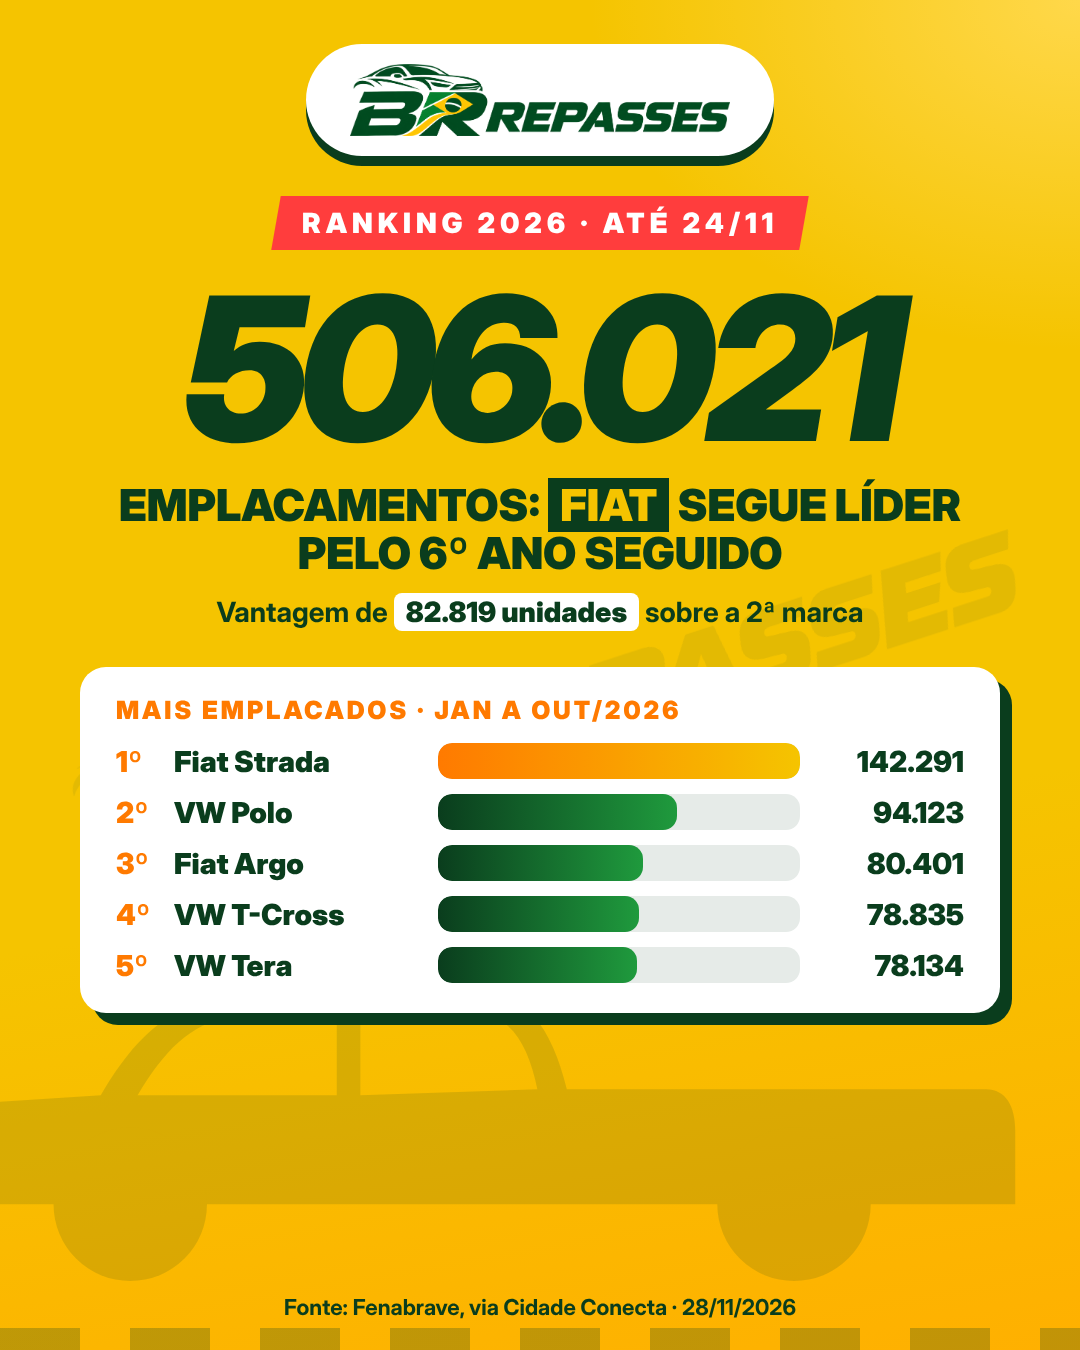 BR REPASSES
RANKING 2026 · ATÉ 24/11
506.021
EMPLACAMENTOS: FIAT SEGUE LÍDER
PELO 6º ANO SEGUIDO
Vantagem de 82.819 unidades sobre a 2ª marca
MAIS EMPLACADOS · JAN A OUT/2026
1º Fiat Strada 142.291
2º VW Polo 94.123
3º Fiat Argo 80.401
4º VW T-Cross 78.835
5º VW Tera 78.134
Fonte: Fenabrave, via Cidade Conecta · 28/11/2026